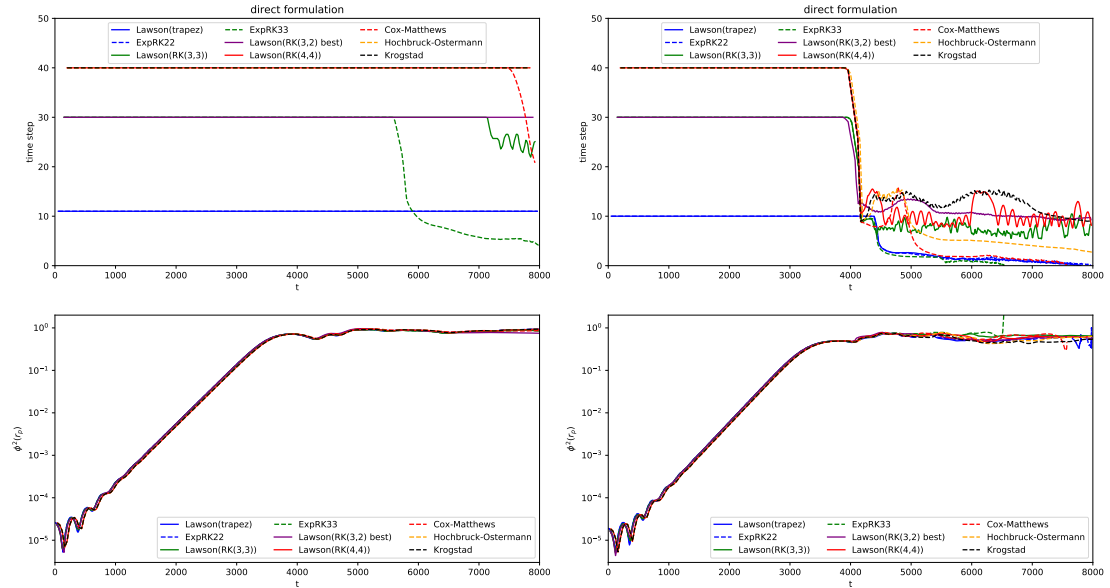 direct formulation
Lawson(trapez) ExpRK33 Cox-Matthews
ExpRK22 Lawson(RK(3,2) best) Hochbruck-Ostermann
Lawson(RK(3,3)) Lawson(RK(4,4)) Krogstad
50
40
30
20
10
0
time step
0 1000 2000 3000 4000 5000 6000 7000 8000
t
direct formulation
Lawson(trapez) ExpRK33 Cox-Matthews
ExpRK22 Lawson(RK(3,2) best) Hochbruck-Ostermann
Lawson(RK(3,3)) Lawson(RK(4,4)) Krogstad
50
40
30
20
10
0
time step
0 1000 2000 3000 4000 5000 6000 7000 8000
t
10⁰
10⁻¹
10⁻²
10⁻³
10⁻⁴
10⁻⁵
ϕ²(rₚ)
Lawson(trapez) ExpRK33 Cox-Matthews
ExpRK22 Lawson(RK(3,2) best) Hochbruck-Ostermann
Lawson(RK(3,3)) Lawson(RK(4,4)) Krogstad
0 1000 2000 3000 4000 5000 6000 7000 8000
t
10⁰
10⁻¹
10⁻²
10⁻³
10⁻⁴
10⁻⁵
ϕ²(rₚ)
Lawson(trapez) ExpRK33 Cox-Matthews
ExpRK22 Lawson(RK(3,2) best) Hochbruck-Ostermann
Lawson(RK(3,3)) Lawson(RK(4,4)) Krogstad
0 1000 2000 3000 4000 5000 6000 7000 8000
t